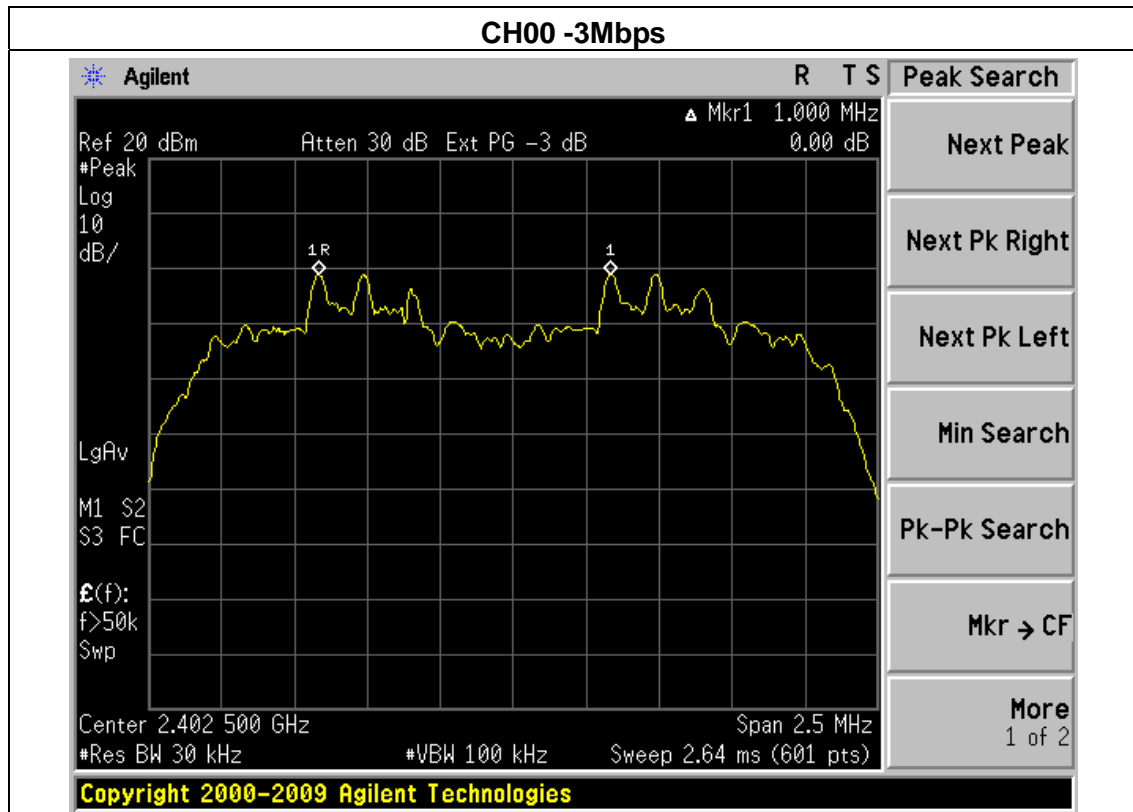 CH00 -3Mbps
Agilent R T S Peak Search
Δ Mkr1 1.000 MHz
Ref 20 dBm Atten 30 dB Ext PG -3 dB 0.00 dB
#Peak
Log
10
dB/
1R
1
LgAv
M1 S2
S3 FC
£(f):
f>50k
Swp
Center 2.402 500 GHz Span 2.5 MHz
#Res BW 30 kHz #VBW 100 kHz Sweep 2.64 ms (601 pts)
Next Peak
Next Pk Right
Next Pk Left
Min Search
Pk-Pk Search
Mkr → CF
More
1 of 2
Copyright 2000-2009 Agilent Technologies